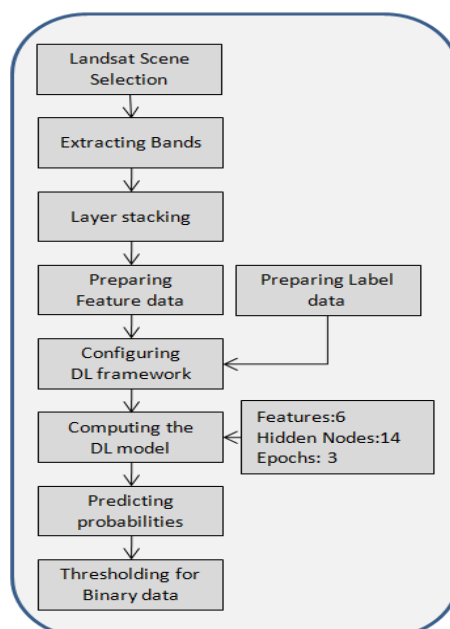 Landsat Scene
Selection
Extracting Bands
Layer stacking
Preparing
Feature data
Preparing Label
data
Configuring
DL framework
Computing the
DL model
Features:6
Hidden Nodes:14
Epochs: 3
Predicting
probabilities
Thresholding for
Binary data